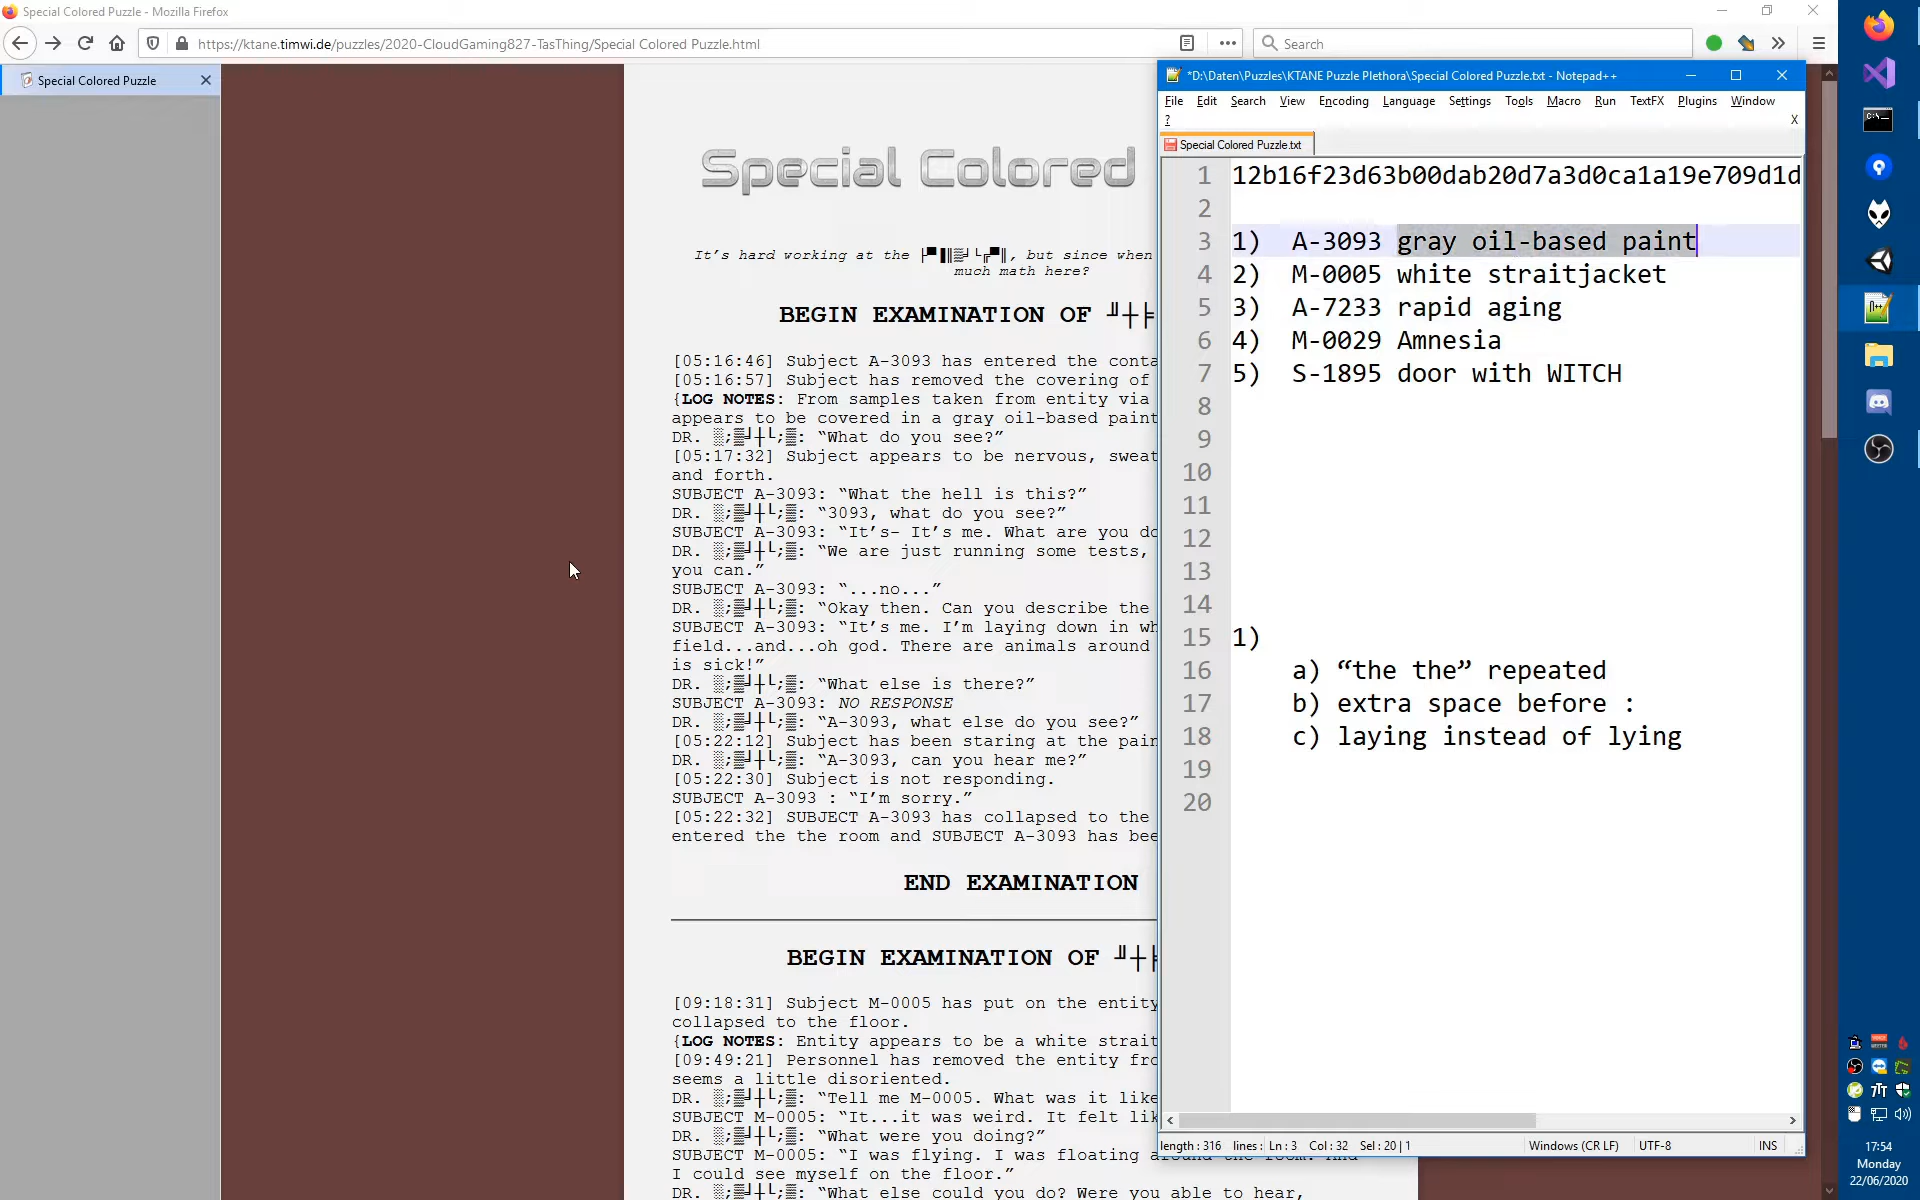 Special Colored Puzzle - Mozilla Firefox
https://ktane.timwi.de/puzzles/2020-CloudGaming827-TasThing/Special Colored Puzzle.html
Search
Special Colored Puzzle
Special Colored
It’s hard working at the , but since when
much math here?
BEGIN EXAMINATION OF
[05:16:46] Subject A-3093 has entered the conta
[05:16:57] Subject has removed the covering of
{LOG NOTES: From samples taken from entity via
appears to be covered in a gray oil-based paint
DR. : “What do you see?”
[05:17:32] Subject appears to be nervous, sweat
and forth.
SUBJECT A-3093: “What the hell is this?”
DR. : “3093, what do you see?”
SUBJECT A-3093: “It’s- It’s me. What are you do
DR. : “We are just running some tests,
you can.”
SUBJECT A-3093: “...no...”
DR. : “Okay then. Can you describe the
SUBJECT A-3093: “It’s me. I’m laying down in wh
field...and...oh god. There are animals around
is sick!”
DR. : “What else is there?”
SUBJECT A-3093: NO RESPONSE
DR. : “A-3093, what else do you see?”
[05:22:12] Subject has been staring at the pain
DR. : “A-3093, can you hear me?”
[05:22:30] Subject is not responding.
SUBJECT A-3093 : “I’m sorry.”
[05:22:32] SUBJECT A-3093 has collapsed to the
entered the the room and SUBJECT A-3093 has bee
END EXAMINATION
BEGIN EXAMINATION OF
[09:18:31] Subject M-0005 has put on the entity
collapsed to the floor.
{LOG NOTES: Entity appears to be a white strait
[09:49:21] Personnel has removed the entity fro
seems a little disoriented.
DR. : “Tell me M-0005. What was it like
SUBJECT M-0005: “It...it was weird. It felt lik
DR. : “What were you doing?”
SUBJECT M-0005: “I was flying. I was floating around the room. And
I could see myself on the floor.”
DR. : “What else could you do? Were you able to hear,
*D:\Daten\Puzzles\KTANE Puzzle Plethora\Special Colored Puzzle.txt - Notepad++
File Edit Search View Encoding Language Settings Tools Macro Run TextFX Plugins Window
? X
Special Colored Puzzle.txt
1 12b16f23d63b00dab20d7a3d0ca1a19e709d1d
2
3 1) A-3093 gray oil-based paint
4 2) M-0005 white straitjacket
5 3) A-7233 rapid aging
6 4) M-0029 Amnesia
7 5) S-1895 door with WITCH
8
9
10
11
12
13
14
15 1)
16 a) “the the” repeated
17 b) extra space before :
18 c) laying instead of lying
19
20
length : 316 lines: Ln : 3 Col : 32 Sel : 20 | 1 Windows (CR LF) UTF-8 INS
17:54
Monday
22/06/2020